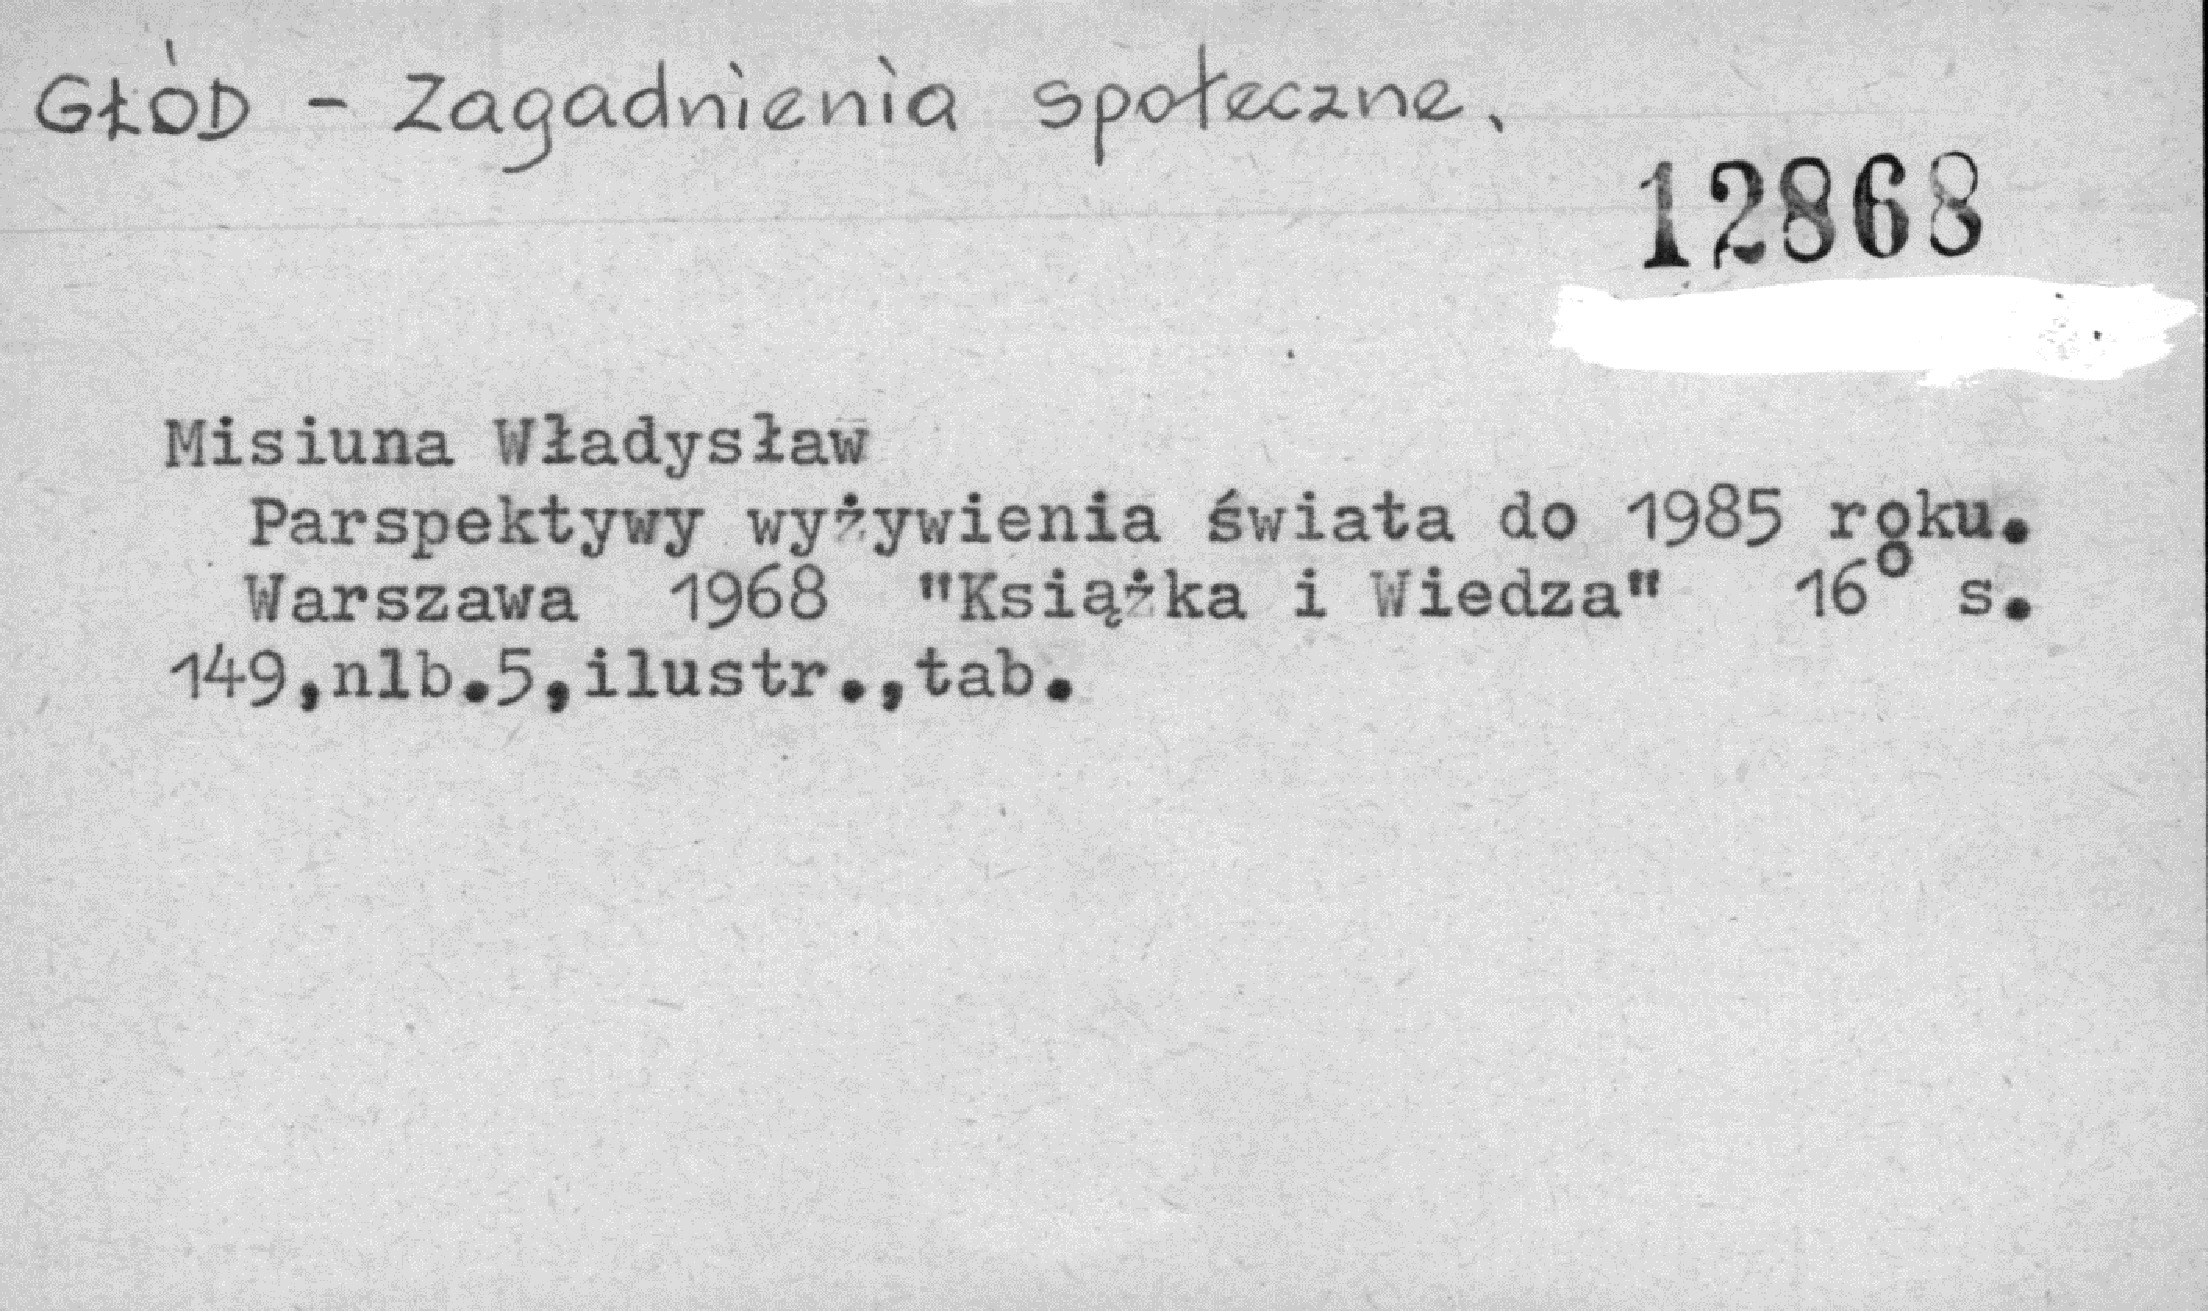 GŁÓD - Zagadnienia społeczne.
12868
Misiuna Władysław
Parspektywy wyżywienia świata do 1985 roku.
Warszawa 1968 "Książka i Wiedza" 16° s.
149,nlb.5,ilustr.,tab.